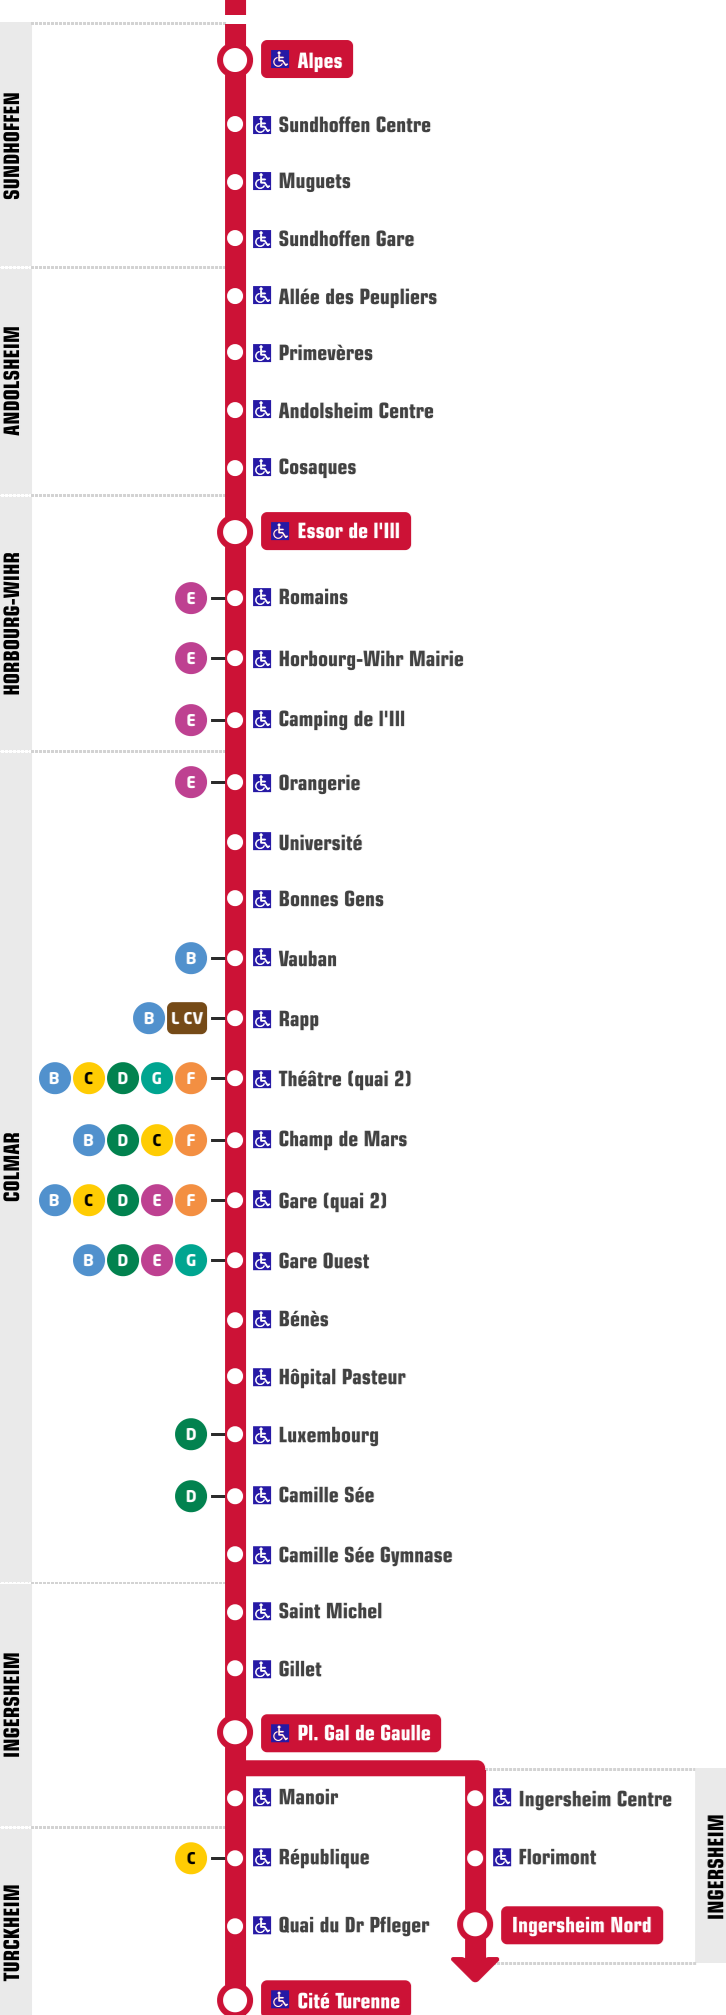 SUNDHOFFEN
Alpes
Sundhoffen Centre
Muguets
Sundhoffen Gare
ANDOLSHEIM
Allée des Peupliers
Primevères
Andolsheim Centre
Cosaques
HORBOURG-WIHR
Essor de l'Ill
E Romains
E Horbourg-Wihr Mairie
E Camping de l'Ill
COLMAR
E Orangerie
Université
Bonnes Gens
B Vauban
B L CV Rapp
B C D G F Théâtre (quai 2)
B D C F Champ de Mars
B C D E F Gare (quai 2)
B D E G Gare Ouest
Bénès
Hôpital Pasteur
D Luxembourg
D Camille Sée
Camille Sée Gymnase
INGERSHEIM
Saint Michel
Gillet
Pl. Gal de Gaulle
Manoir
TURCKHEIM
C République
Quai du Dr Pfleger
Cité Turenne
INGERSHEIM
Ingersheim Centre
Florimont
Ingersheim Nord